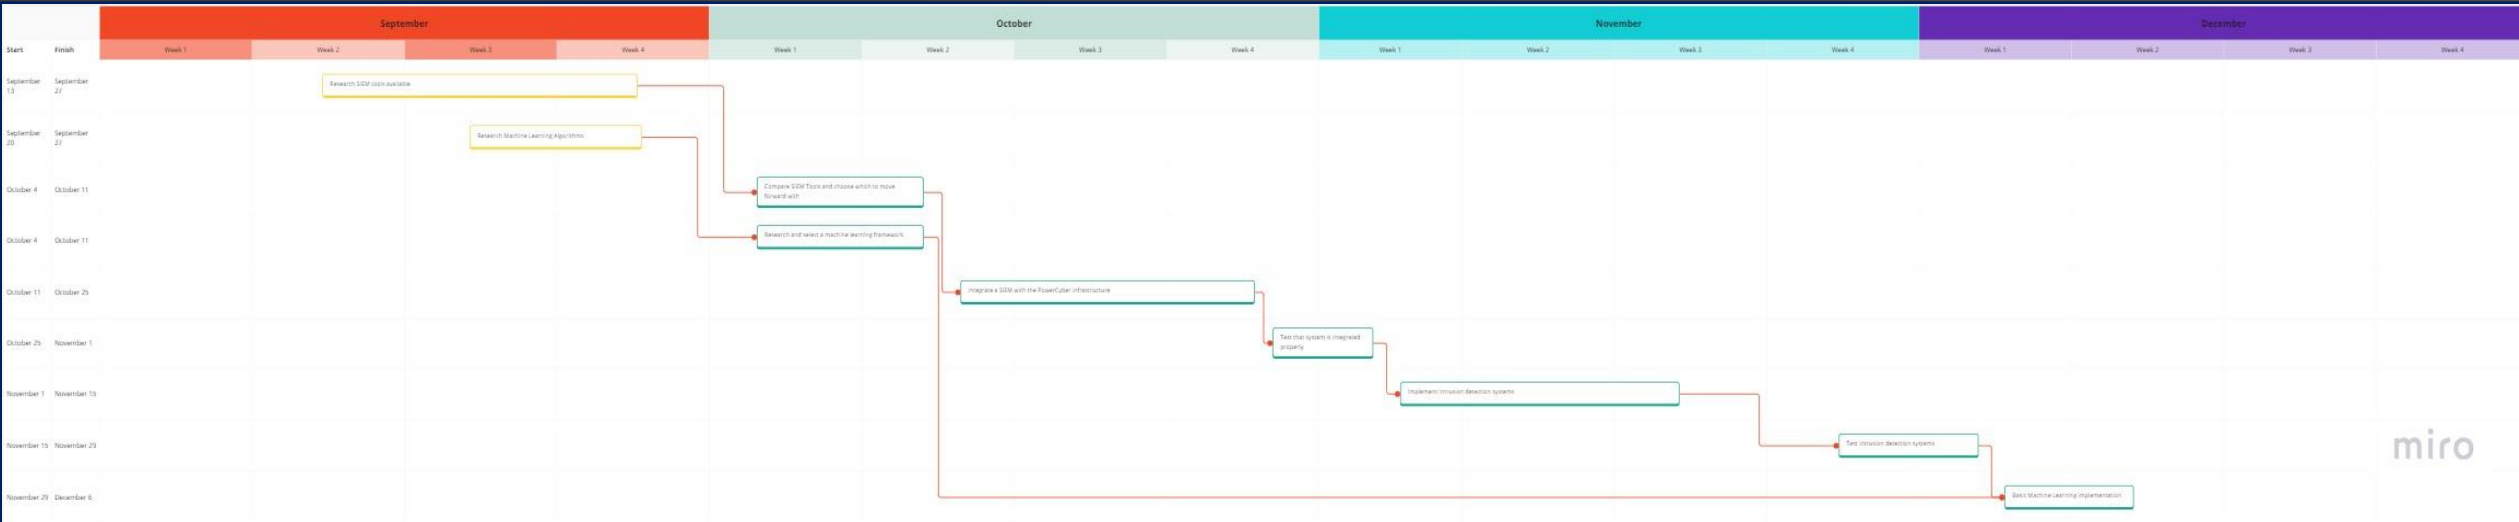 September October November December
Start Finish Week 1 Week 2 Week 3 Week 4 Week 1 Week 2 Week 3 Week 4 Week 1 Week 2 Week 3 Week 4 Week 1 Week 2 Week 3 Week 4
September September
13 27
Research SIEM tools available
September September
20 27
Research Machine Learning Algorithms
October 4 October 11
Compare SIEM Tools and choose which to move
forward with
October 4 October 11
Research and select a machine learning framework
October 11 October 25
Integrate a SIEM with the PowerCyber infrastructure
October 25 November 1
Test that system is integrated
properly
November 1 November 15
Implement intrusion detection systems
November 15 November 29
Test intrusion detection systems
miro
November 29 December 6
Basic Machine Learning Implementation